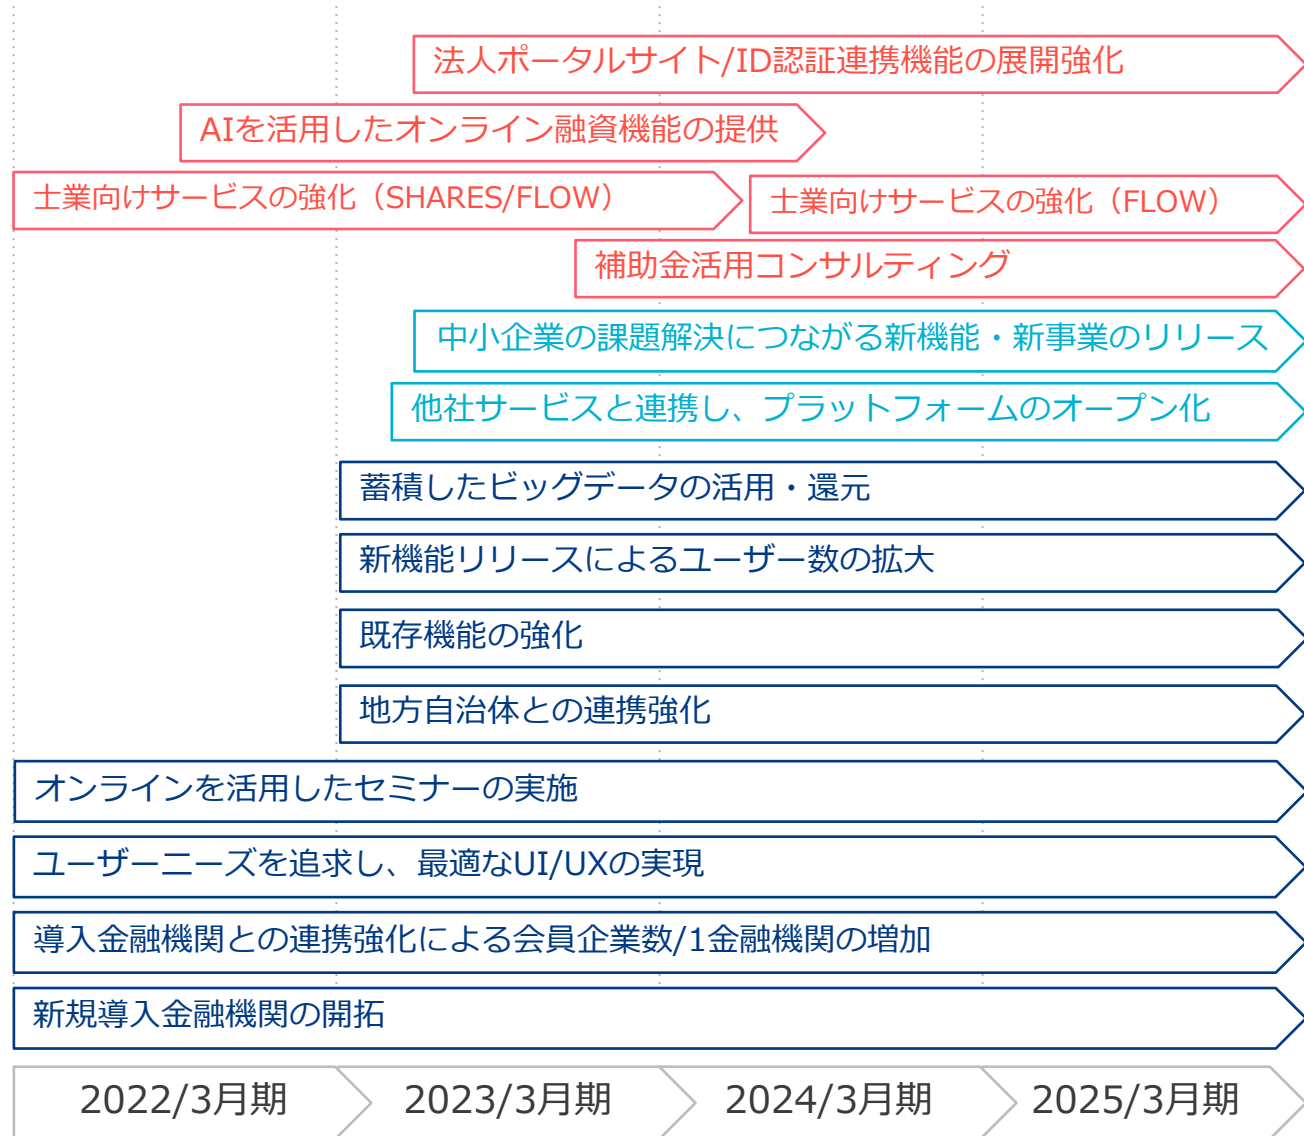 法人ポータルサイト/ID認証連携機能の展開強化
AIを活用したオンライン融資機能の提供
士業向けサービスの強化（SHARES/FLOW）
士業向けサービスの強化（FLOW）
補助金活用コンサルティング
中小企業の課題解決につながる新機能・新事業のリリース
他社サービスと連携し、プラットフォームのオープン化
蓄積したビッグデータの活用・還元
新機能リリースによるユーザー数の拡大
既存機能の強化
地方自治体との連携強化
オンラインを活用したセミナーの実施
ユーザーニーズを追求し、最適なUI/UXの実現
導入金融機関との連携強化による会員企業数/1金融機関の増加
新規導入金融機関の開拓
2022/3月期
2023/3月期
2024/3月期
2025/3月期